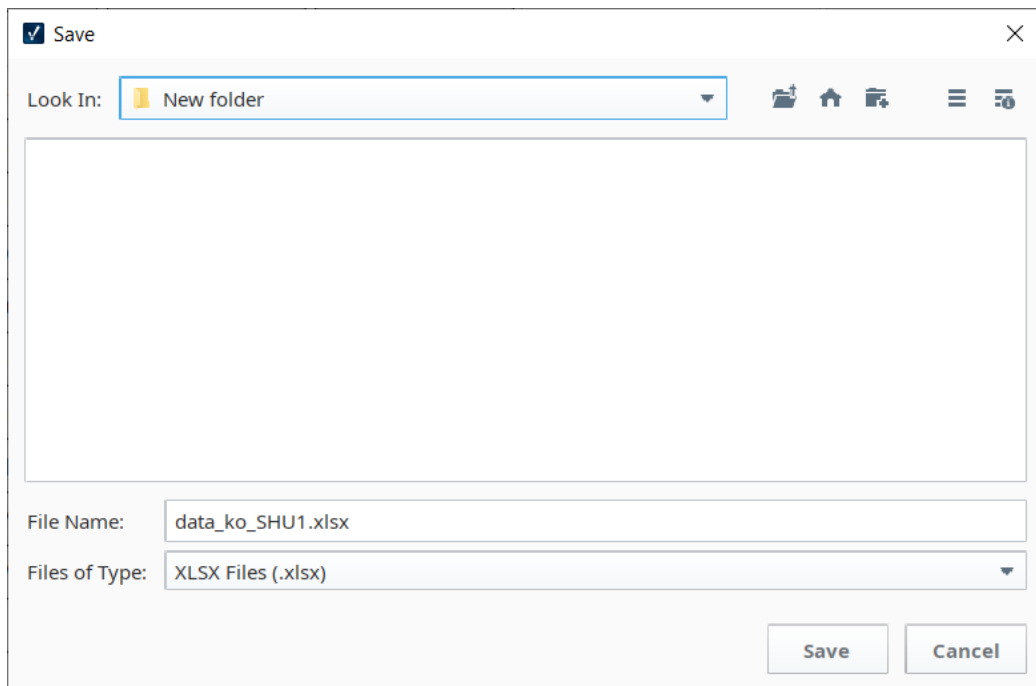 Save
Look In: New folder
File Name: data_ko_SHU1.xlsx
Files of Type: XLSX Files (.xlsx)
Save Cancel